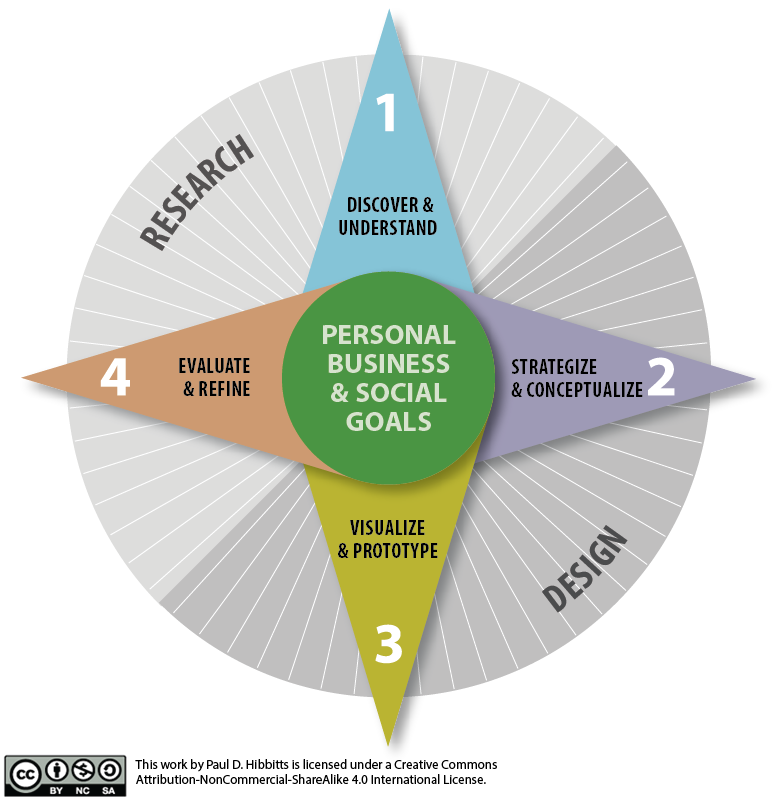 1
DISCOVER &
UNDERSTAND
RESEARCH
PERSONAL
BUSINESS
& SOCIAL
GOALS
STRATEGIZE
& CONCEPTUALIZE
2
DESIGN
VISUALIZE
& PROTOTYPE
3
4
EVALUATE
& REFINE
cc
BY NC SA
This work by Paul D. Hibbitts is licensed under a Creative Commons
Attribution-NonCommercial-ShareAlike 4.0 International License.